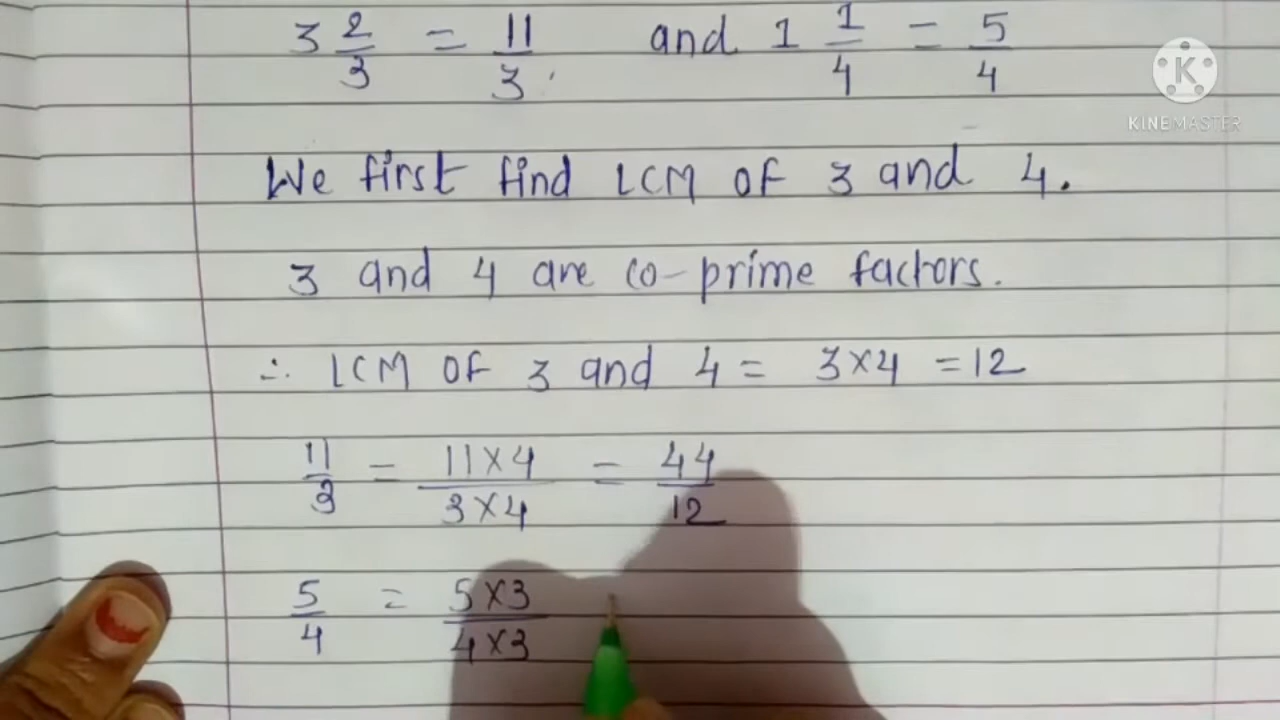 3 2/3 = 11/3 and 1 1/4 = 5/4
K
KINEMASTER
We first find LCM OF 3 and 4.
3 and 4 are co-prime factors.
∴ LCM OF 3 and 4 = 3×4 = 12
11/3 = 11×4/3×4 = 44/12
5/4 = 5×3/4×3